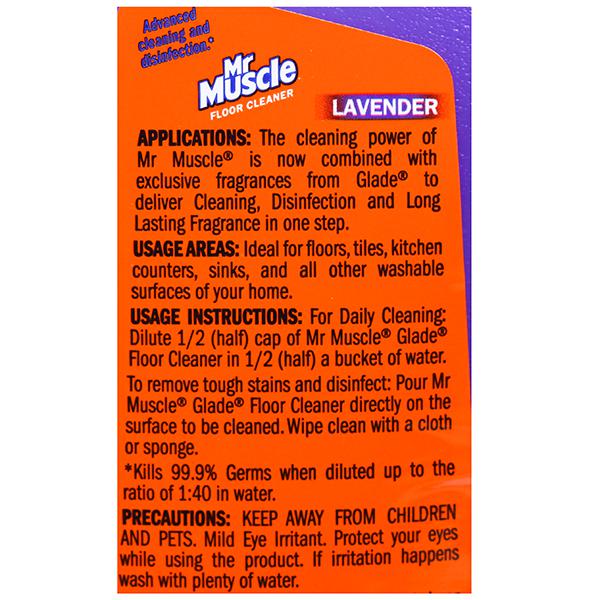 Advanced
cleaning and
disinfection.*
Mr
Muscle
FLOOR CLEANER
LAVENDER
APPLICATIONS: The cleaning power of
Mr Muscle® is now combined with
exclusive fragrances from Glade® to
deliver Cleaning, Disinfection and Long
Lasting Fragrance in one step.
USAGE AREAS: Ideal for floors, tiles, kitchen
counters, sinks, and all other washable
surfaces of your home.
USAGE INSTRUCTIONS: For Daily Cleaning:
Dilute 1/2 (half) cap of Mr Muscle® Glade®
Floor Cleaner in 1/2 (half) a bucket of water.
To remove tough stains and disinfect: Pour Mr
Muscle® Glade® Floor Cleaner directly on the
surface to be cleaned. Wipe clean with a cloth
or sponge.
*Kills 99.9% Germs when diluted up to the
ratio of 1:40 in water.
PRECAUTIONS: KEEP AWAY FROM CHILDREN
AND PETS. Mild Eye Irritant. Protect your eyes
while using the product. If irritation happens
wash with plenty of water.